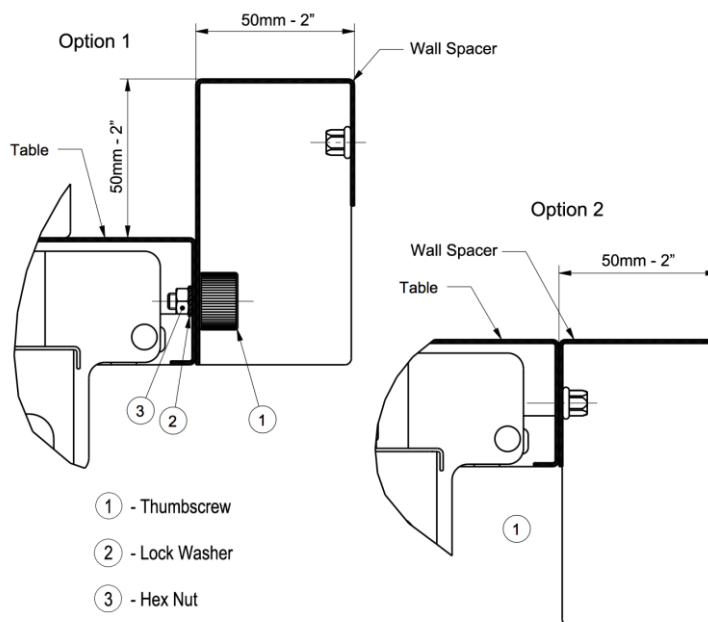 Option 1
50mm - 2”
Wall Spacer
50mm - 2”
Table
3
2
1
Option 2
Wall Spacer
50mm - 2”
Table
1
1 - Thumbscrew
2 - Lock Washer
3 - Hex Nut